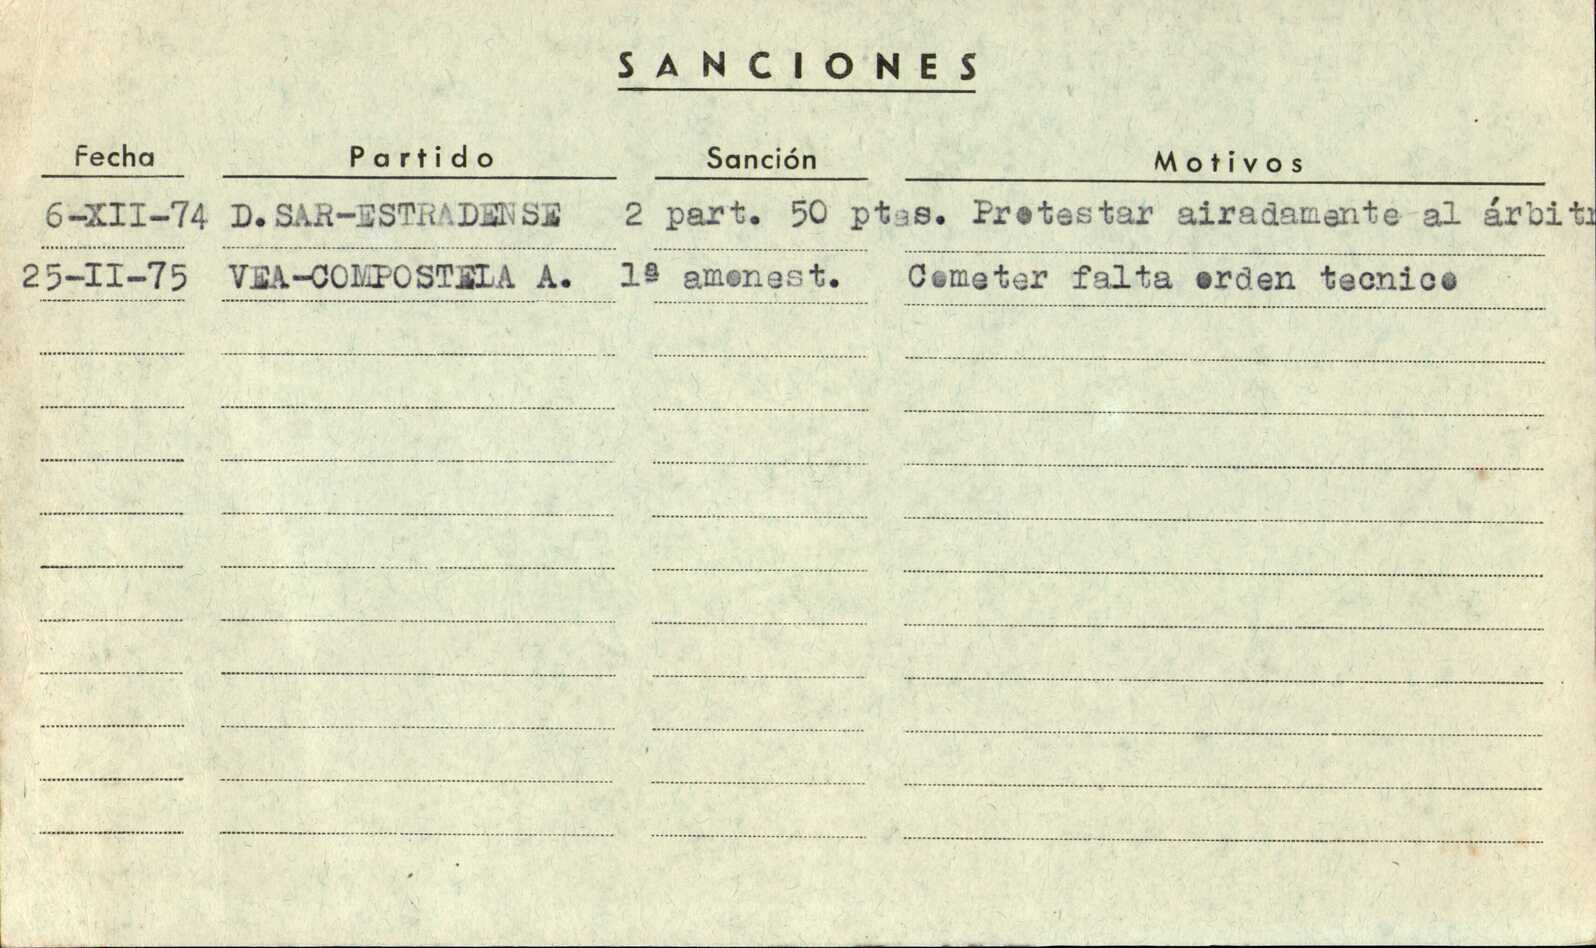 SANCIONES
Fecha Partido Sanción Motivos
6-XII-74 D.SAR-ESTRADENSE 2 part. 50 ptas. Protestar airadamente al árbitr
25-II-75 VEA-COMPOSTELA A. 1ª amonest. Cometer falta orden tecnico